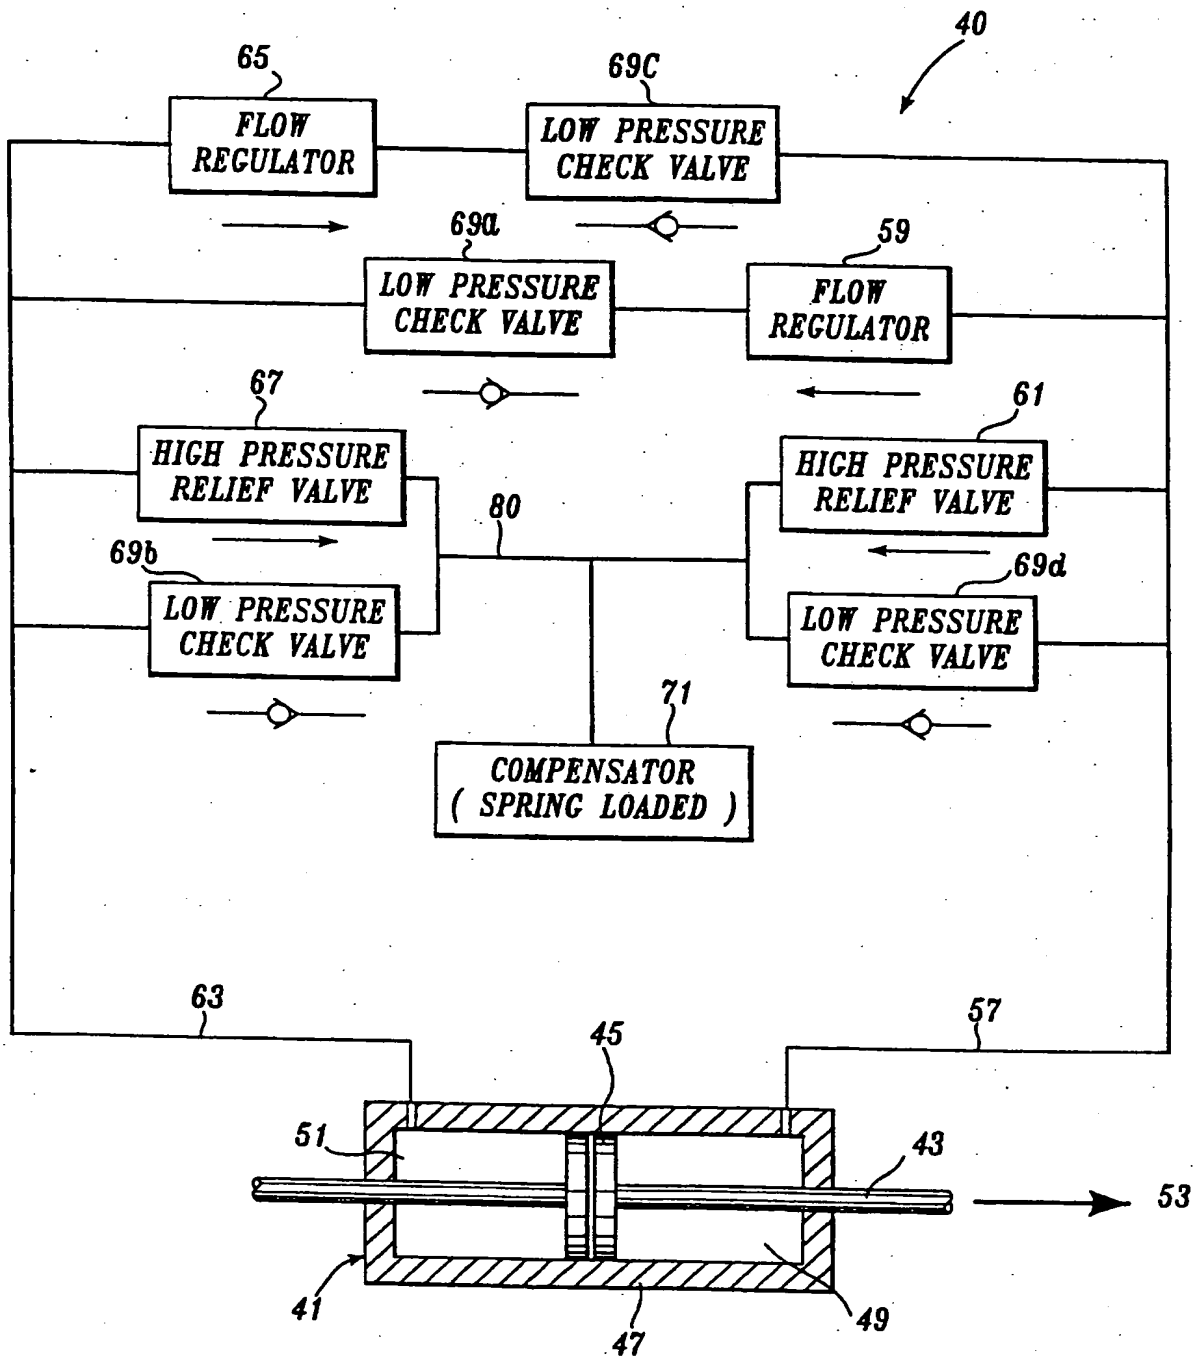 40
65
69C
FLOW
REGULATOR
LOW PRESSURE
CHECK VALVE
69a
59
LOW PRESSURE
CHECK VALVE
FLOW
REGULATOR
67
61
HIGH PRESSURE
RELIEF VALVE
HIGH PRESSURE
RELIEF VALVE
80
69b
69d
LOW PRESSURE
CHECK VALVE
LOW PRESSURE
CHECK VALVE
71
COMPENSATOR
( SPRING LOADED )
63
57
45
51
43
53
41
47
49